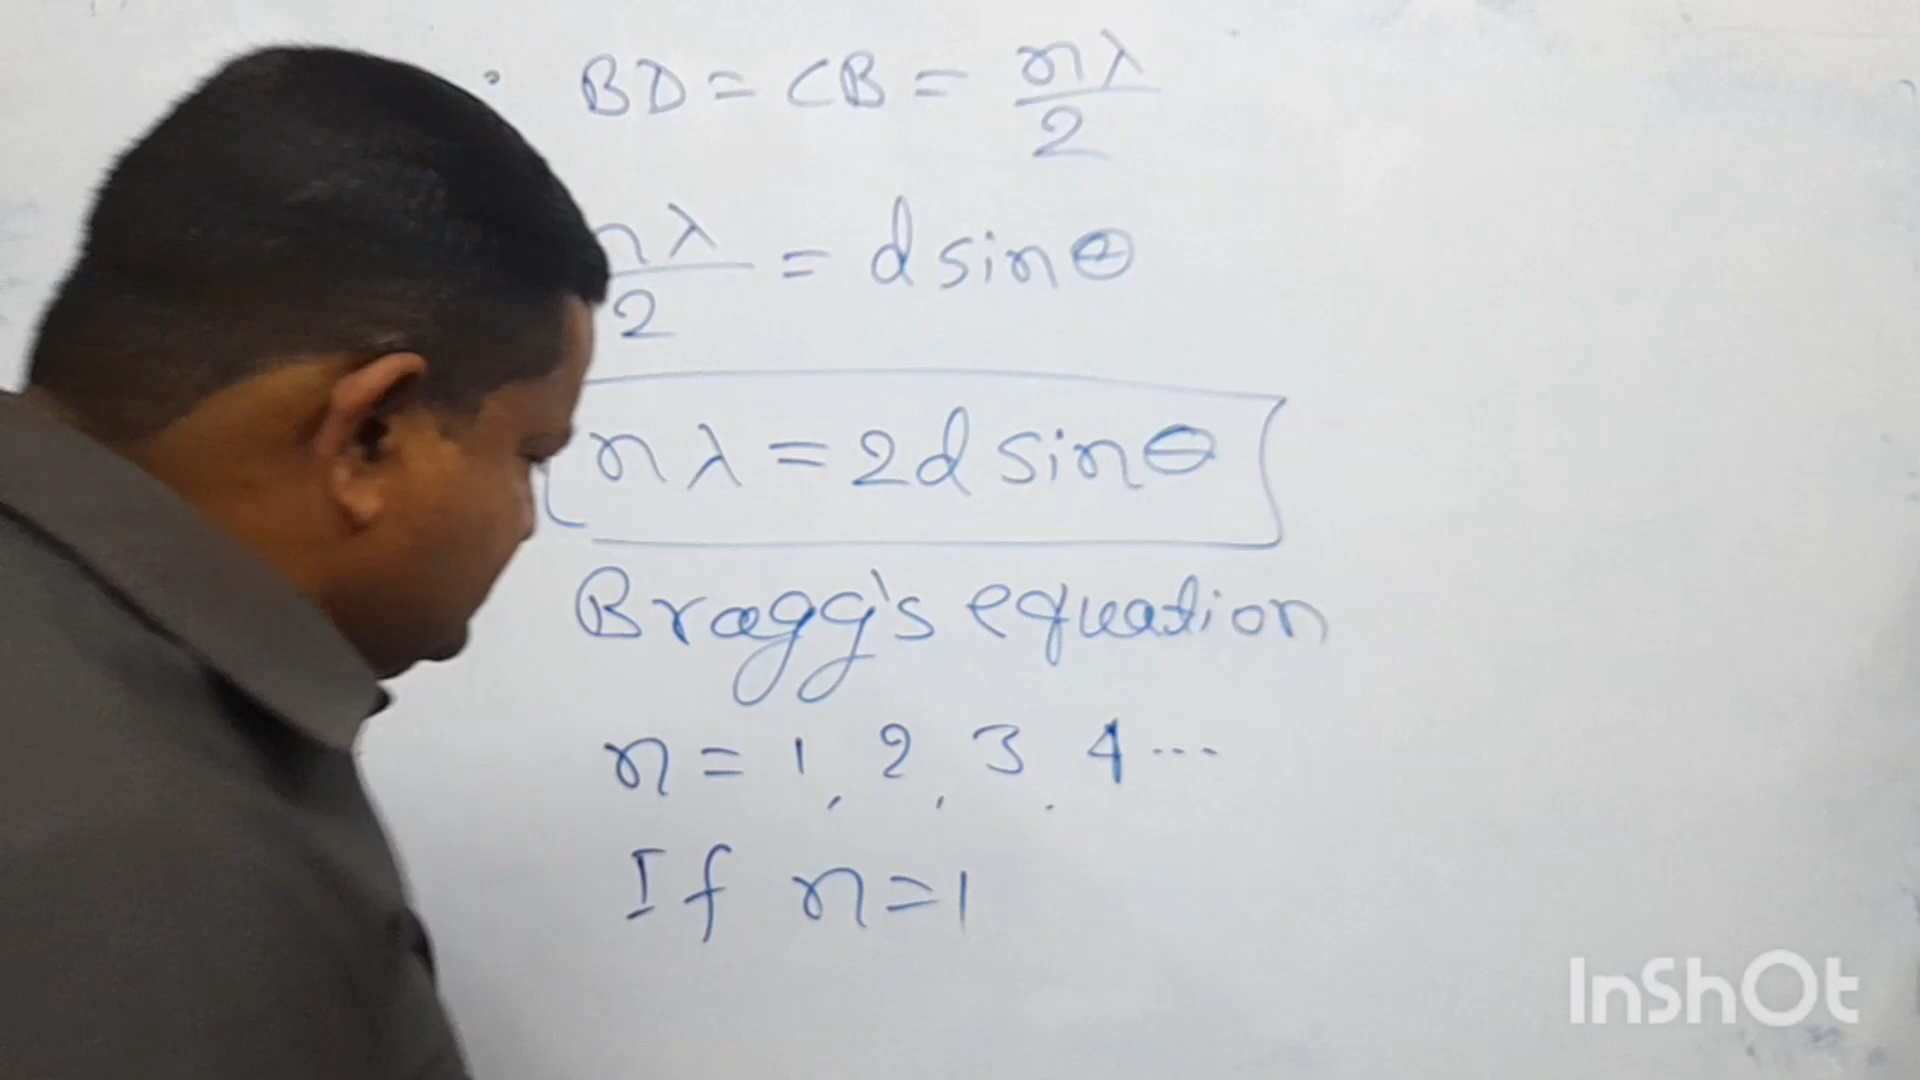 BD = CB = nλ/2
nλ/2 = d sinθ
nλ = 2d sinθ
Bragg's equation
n = 1, 2, 3, 4 ...
If n=1
InShOt